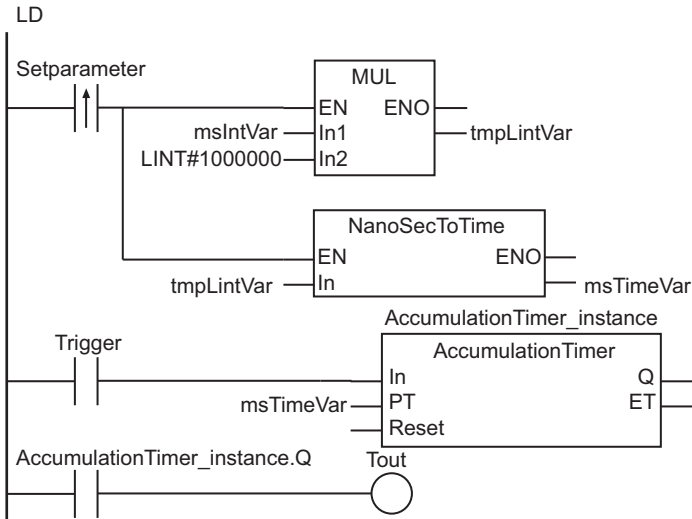 LD
Setparameter
MUL
EN ENO
msIntVar In1 tmpLintVar
LINT#1000000 In2
NanoSecToTime
EN ENO
tmpLintVar In msTimeVar
AccumulationTimer_instance
Trigger AccumulationTimer
In Q
msTimeVar PT ET
Reset
AccumulationTimer_instance.Q Tout